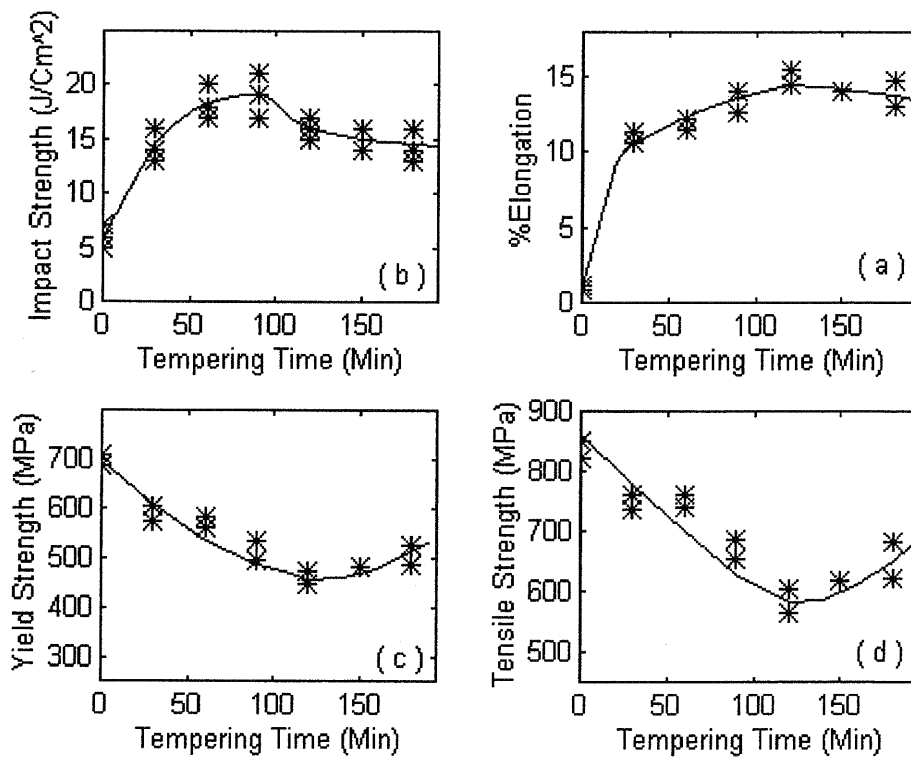 Impact Strength (J/Cm^2)
20
15
10
5
0
0 50 100 150
Tempering Time (Min)
( b )
%Elongation
15
10
5
0
0 50 100 150
Tempering Time (Min)
( a )
Yield Strength (MPa)
700
600
500
400
300
0 50 100 150
Tempering Time (Min)
( c )
Tensile Strength (MPa)
900
800
700
600
500
0 50 100 150
Tempering Time (Min)
( d )